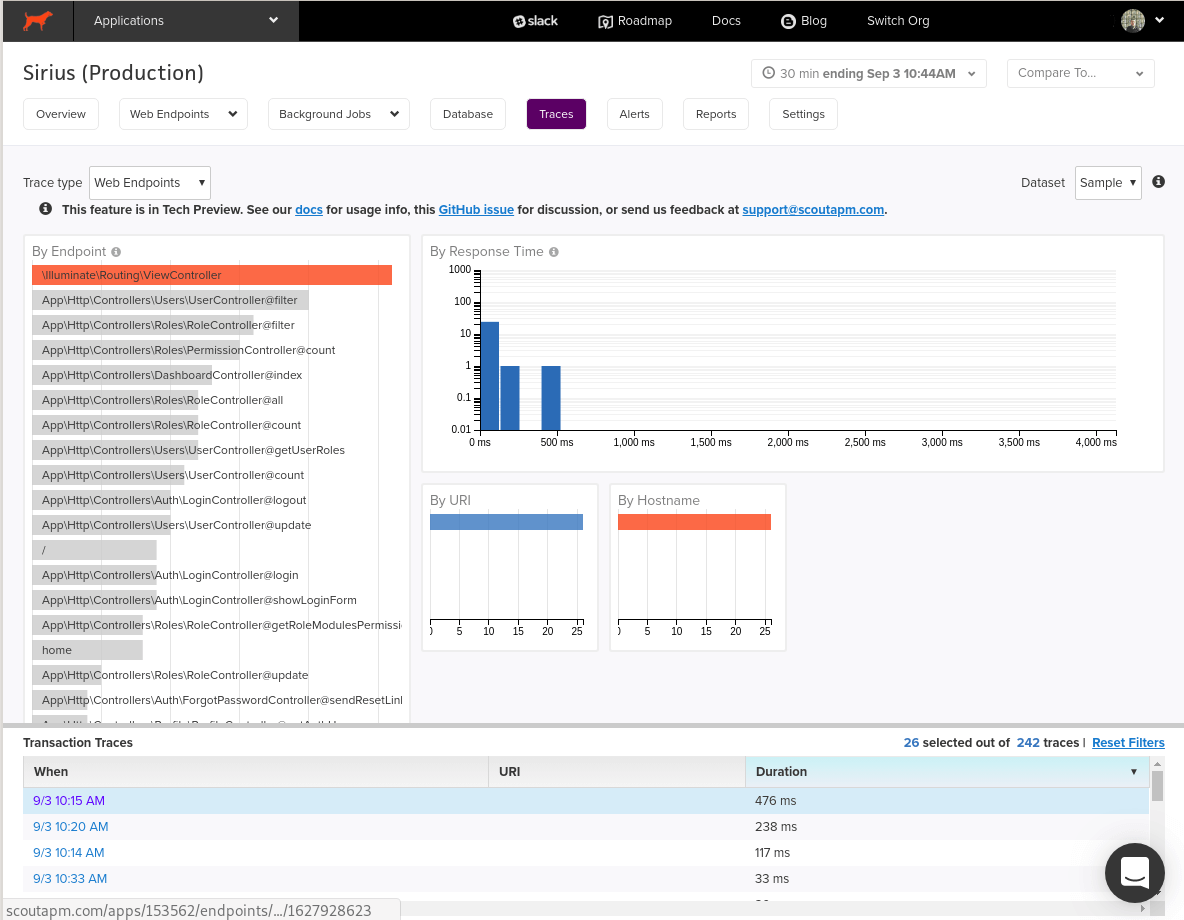 Applications
slack
Roadmap
Docs
Blog
Switch Org
Sirius (Production)
30 min ending Sep 3 10:44AM
Compare To...
Overview
Web Endpoints
Background Jobs
Database
Traces
Alerts
Reports
Settings
Trace type
Web Endpoints
Dataset
Sample
This feature is in Tech Preview. See our docs for usage info, this GitHub issue for discussion, or send us feedback at support@scoutapm.com.
By Endpoint
\Illuminate\Routing\ViewController
App\Http\Controllers\Users\UserController@filter
App\Http\Controllers\Roles\RoleController@filter
App\Http\Controllers\Roles\PermissionController@count
App\Http\Controllers\DashboardController@index
App\Http\Controllers\Roles\RoleController@all
App\Http\Controllers\Roles\RoleController@count
App\Http\Controllers\Users\UserController@getUserRoles
App\Http\Controllers\Users\UserController@count
App\Http\Controllers\Auth\LoginController@logout
App\Http\Controllers\Users\UserController@update
/
App\Http\Controllers\Auth\LoginController@login
App\Http\Controllers\Auth\LoginController@showLoginForm
App\Http\Controllers\Roles\RoleController@getRoleModulesPermissi
home
App\Http\Controllers\Roles\RoleController@update
App\Http\Controllers\Auth\ForgotPasswordController@sendResetLink
By Response Time
1000
100
10
1
0.1
0.01
0 ms
500 ms
1,000 ms
1,500 ms
2,000 ms
2,500 ms
3,000 ms
3,500 ms
4,000 ms
By URI
0
5
10
15
20
25
By Hostname
0
5
10
15
20
25
Transaction Traces
26 selected out of 242 traces | Reset Filters
When
URI
Duration
9/3 10:15 AM
476 ms
9/3 10:20 AM
238 ms
9/3 10:14 AM
117 ms
9/3 10:33 AM
33 ms
scoutapm.com/apps/153562/endpoints/.../1627928623